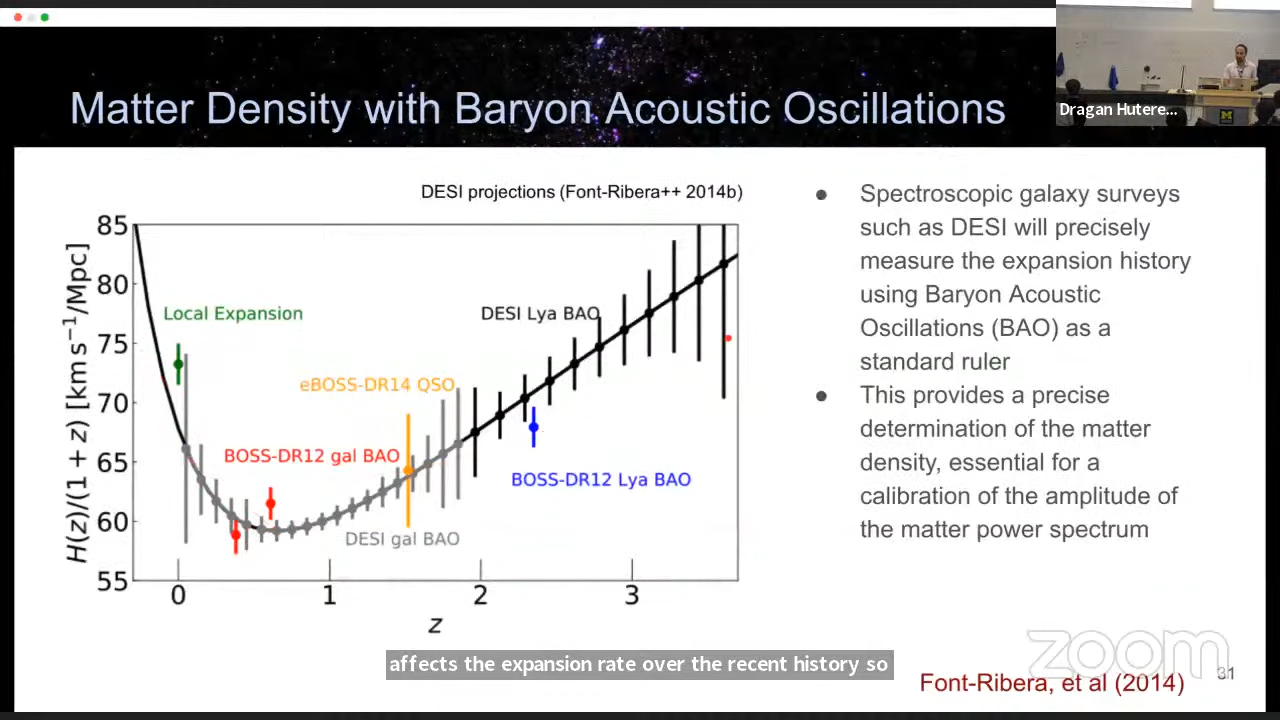 Matter Density with Baryon Acoustic Oscillations
Dragan Hutere...
M
DESI projections (Font-Ribera++ 2014b)
H(z)/(1 + z) [km s⁻¹/Mpc]
85
80
75
70
65
60
55
Local Expansion
DESI Lya BAO
eBOSS-DR14 QSO
BOSS-DR12 gal BAO
BOSS-DR12 Lya BAO
DESI gal BAO
0 1 2 3
z
● Spectroscopic galaxy surveys
such as DESI will precisely
measure the expansion history
using Baryon Acoustic
Oscillations (BAO) as a
standard ruler
● This provides a precise
determination of the matter
density, essential for a
calibration of the amplitude of
the matter power spectrum
affects the expansion rate over the recent history so
zoom
31
Font-Ribera, et al (2014)